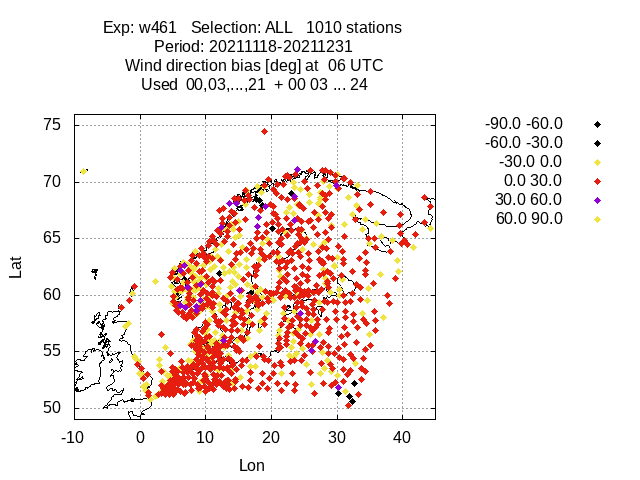 Exp: w461 Selection: ALL 1010 stations
Period: 20211118-20211231
Wind direction bias [deg] at 06 UTC
Used 00,03,...,21 + 00 03 ... 24
-90.0 -60.0
-60.0 -30.0
-30.0 0.0
0.0 30.0
30.0 60.0
60.0 90.0
75
70
65
60
55
50
Lat
-10 0 10 20 30 40
Lon